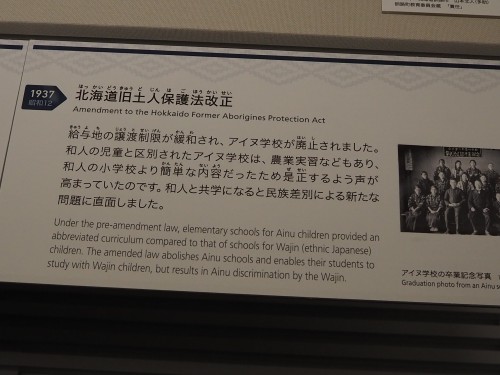 1937
昭和12
北海道旧土人保護法改正
Amendment to the Hokkaido Former Aborigines Protection Act
給与地の譲渡制限が緩和され、アイヌ学校が廃止されました。
和人の児童と区別されたアイヌ学校は、農業実習などもあり、
和人の小学校より簡単な内容だったため是正するよう声が
高まっていたのです。和人と共学になると民族差別による新たな
問題に直面しました。
Under the pre-amendment law, elementary schools for Ainu children provided an
abbreviated curriculum compared to that of schools for Wajin (ethnic Japanese)
children. The amended law abolishes Ainu schools and enables their students to
study with Wajin children, but results in Ainu discrimination by the Wajin.
アイヌ学校の卒業記念写真
Graduation photo from an Ainu